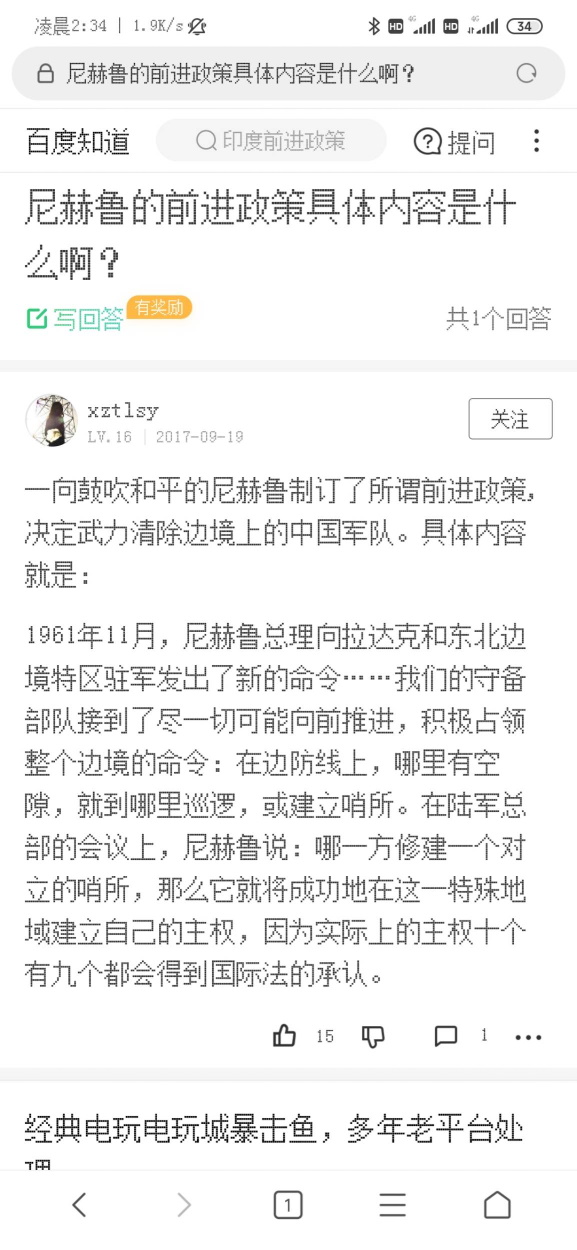 凌晨2:34 | 1.9K/s
HD 4G HD 4G 34
尼赫鲁的前进政策具体内容是什么啊？
百度知道 印度前进政策 提问
尼赫鲁的前进政策具体内容是什
么啊？
写回答 有奖励 共1个回答
xztlsy
LV.16 | 2017-09-19
关注
一向鼓吹和平的尼赫鲁制订了所谓前进政策，
决定武力清除边境上的中国军队。具体内容
就是：
1961年11月，尼赫鲁总理向拉达克和东北边
境特区驻军发出了新的命令……我们的守备
部队接到了尽一切可能向前推进，积极占领
整个边境的命令：在边防线上，哪里有空
隙，就到哪里巡逻，或建立哨所。在陆军总
部的会议上，尼赫鲁说：哪一方修建一个对
立的哨所，那么它就将成功地在这一特殊地
域建立自己的主权，因为实际上的主权十个
有九个都会得到国际法的承认。
15 1
经典电玩电玩城暴击鱼，多年老平台处
理
1